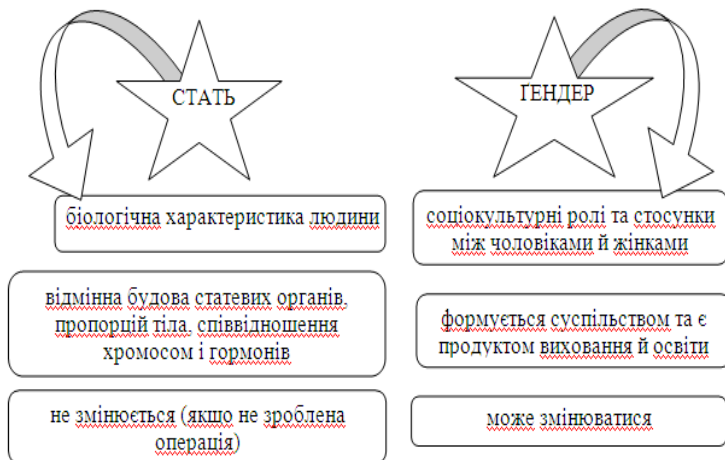 СТАТЬ
біологічна характеристика людини
відмінна будова статевих органів,
пропорцій тіла, співвідношення
хромосом і гормонів
не змінюється (якщо не зроблена
операція)
ҐЕНДЕР
соціокультурні ролі та стосунки
між чоловіками й жінками
формується суспільством та є
продуктом виховання й освіти
може змінюватися